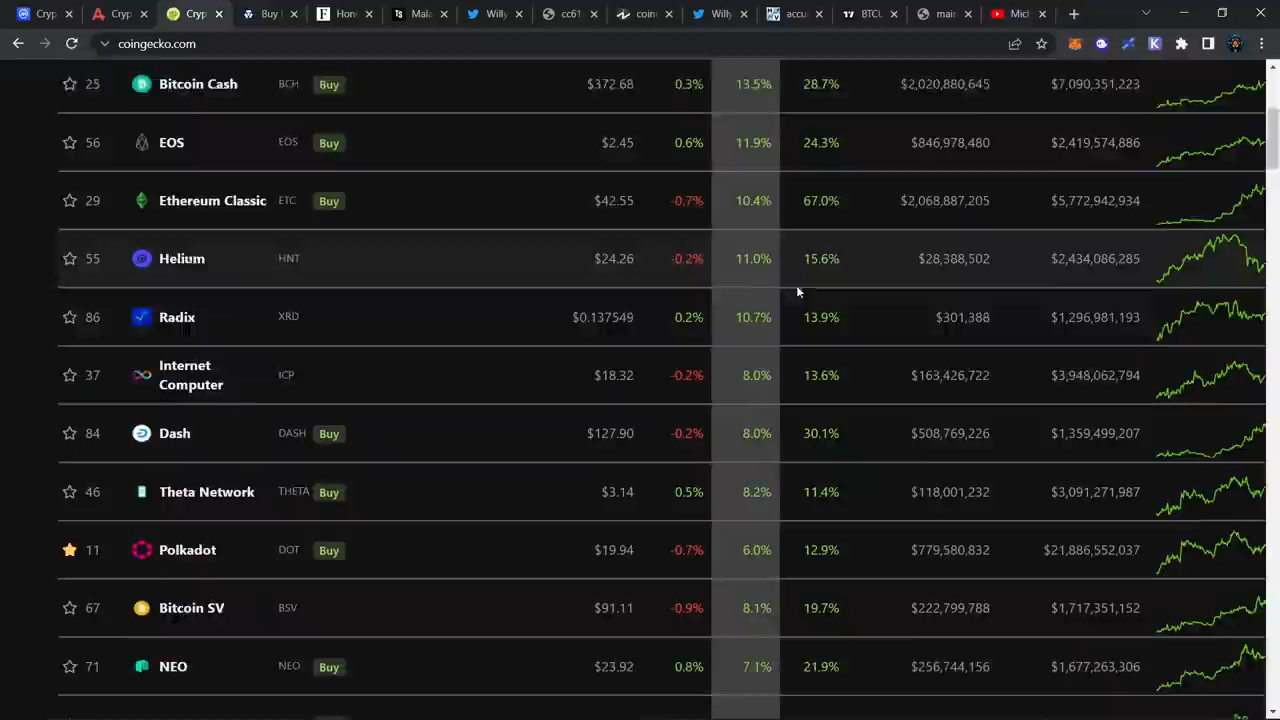 Cryp Cryp Cryp Buy Hon Mala Willy cc61 coin Willy accu BTCU main Mich
coingecko.com
25 Bitcoin Cash BCH Buy $372.68 0.3% 13.5% 28.7% $2,020,880,645 $7,090,351,223
56 EOS EOS Buy $2.45 0.6% 11.9% 24.3% $846,978,480 $2,419,574,886
29 Ethereum Classic ETC Buy $42.55 -0.7% 10.4% 67.0% $2,068,887,205 $5,772,942,934
55 Helium HNT $24.26 -0.2% 11.0% 15.6% $28,388,502 $2,434,086,285
86 Radix XRD $0.137549 0.2% 10.7% 13.9% $301,388 $1,296,981,193
37 Internet Computer ICP $18.32 -0.2% 8.0% 13.6% $163,426,722 $3,948,062,794
84 Dash DASH Buy $127.90 -0.2% 8.0% 30.1% $508,769,226 $1,359,499,207
46 Theta Network THETA Buy $3.14 0.5% 8.2% 11.4% $118,001,232 $3,091,271,987
11 Polkadot DOT Buy $19.94 -0.7% 6.0% 12.9% $779,580,832 $21,886,552,037
67 Bitcoin SV BSV $91.11 -0.9% 8.1% 19.7% $222,799,788 $1,717,351,152
71 NEO NEO Buy $23.92 0.8% 7.1% 21.9% $256,744,156 $1,677,263,306